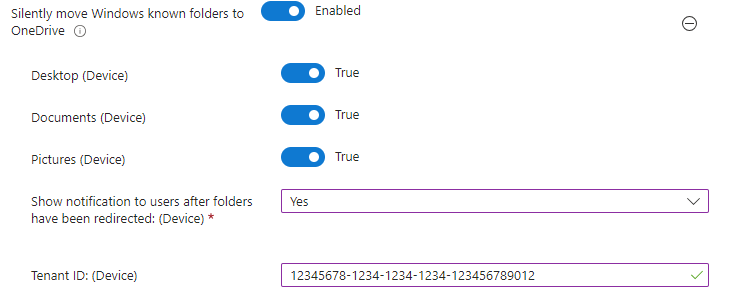 Silently move Windows known folders to
OneDrive
Enabled
Desktop (Device)
True
Documents (Device)
True
Pictures (Device)
True
Show notification to users after folders
have been redirected: (Device) *
Yes
Tenant ID: (Device)
12345678-1234-1234-1234-123456789012